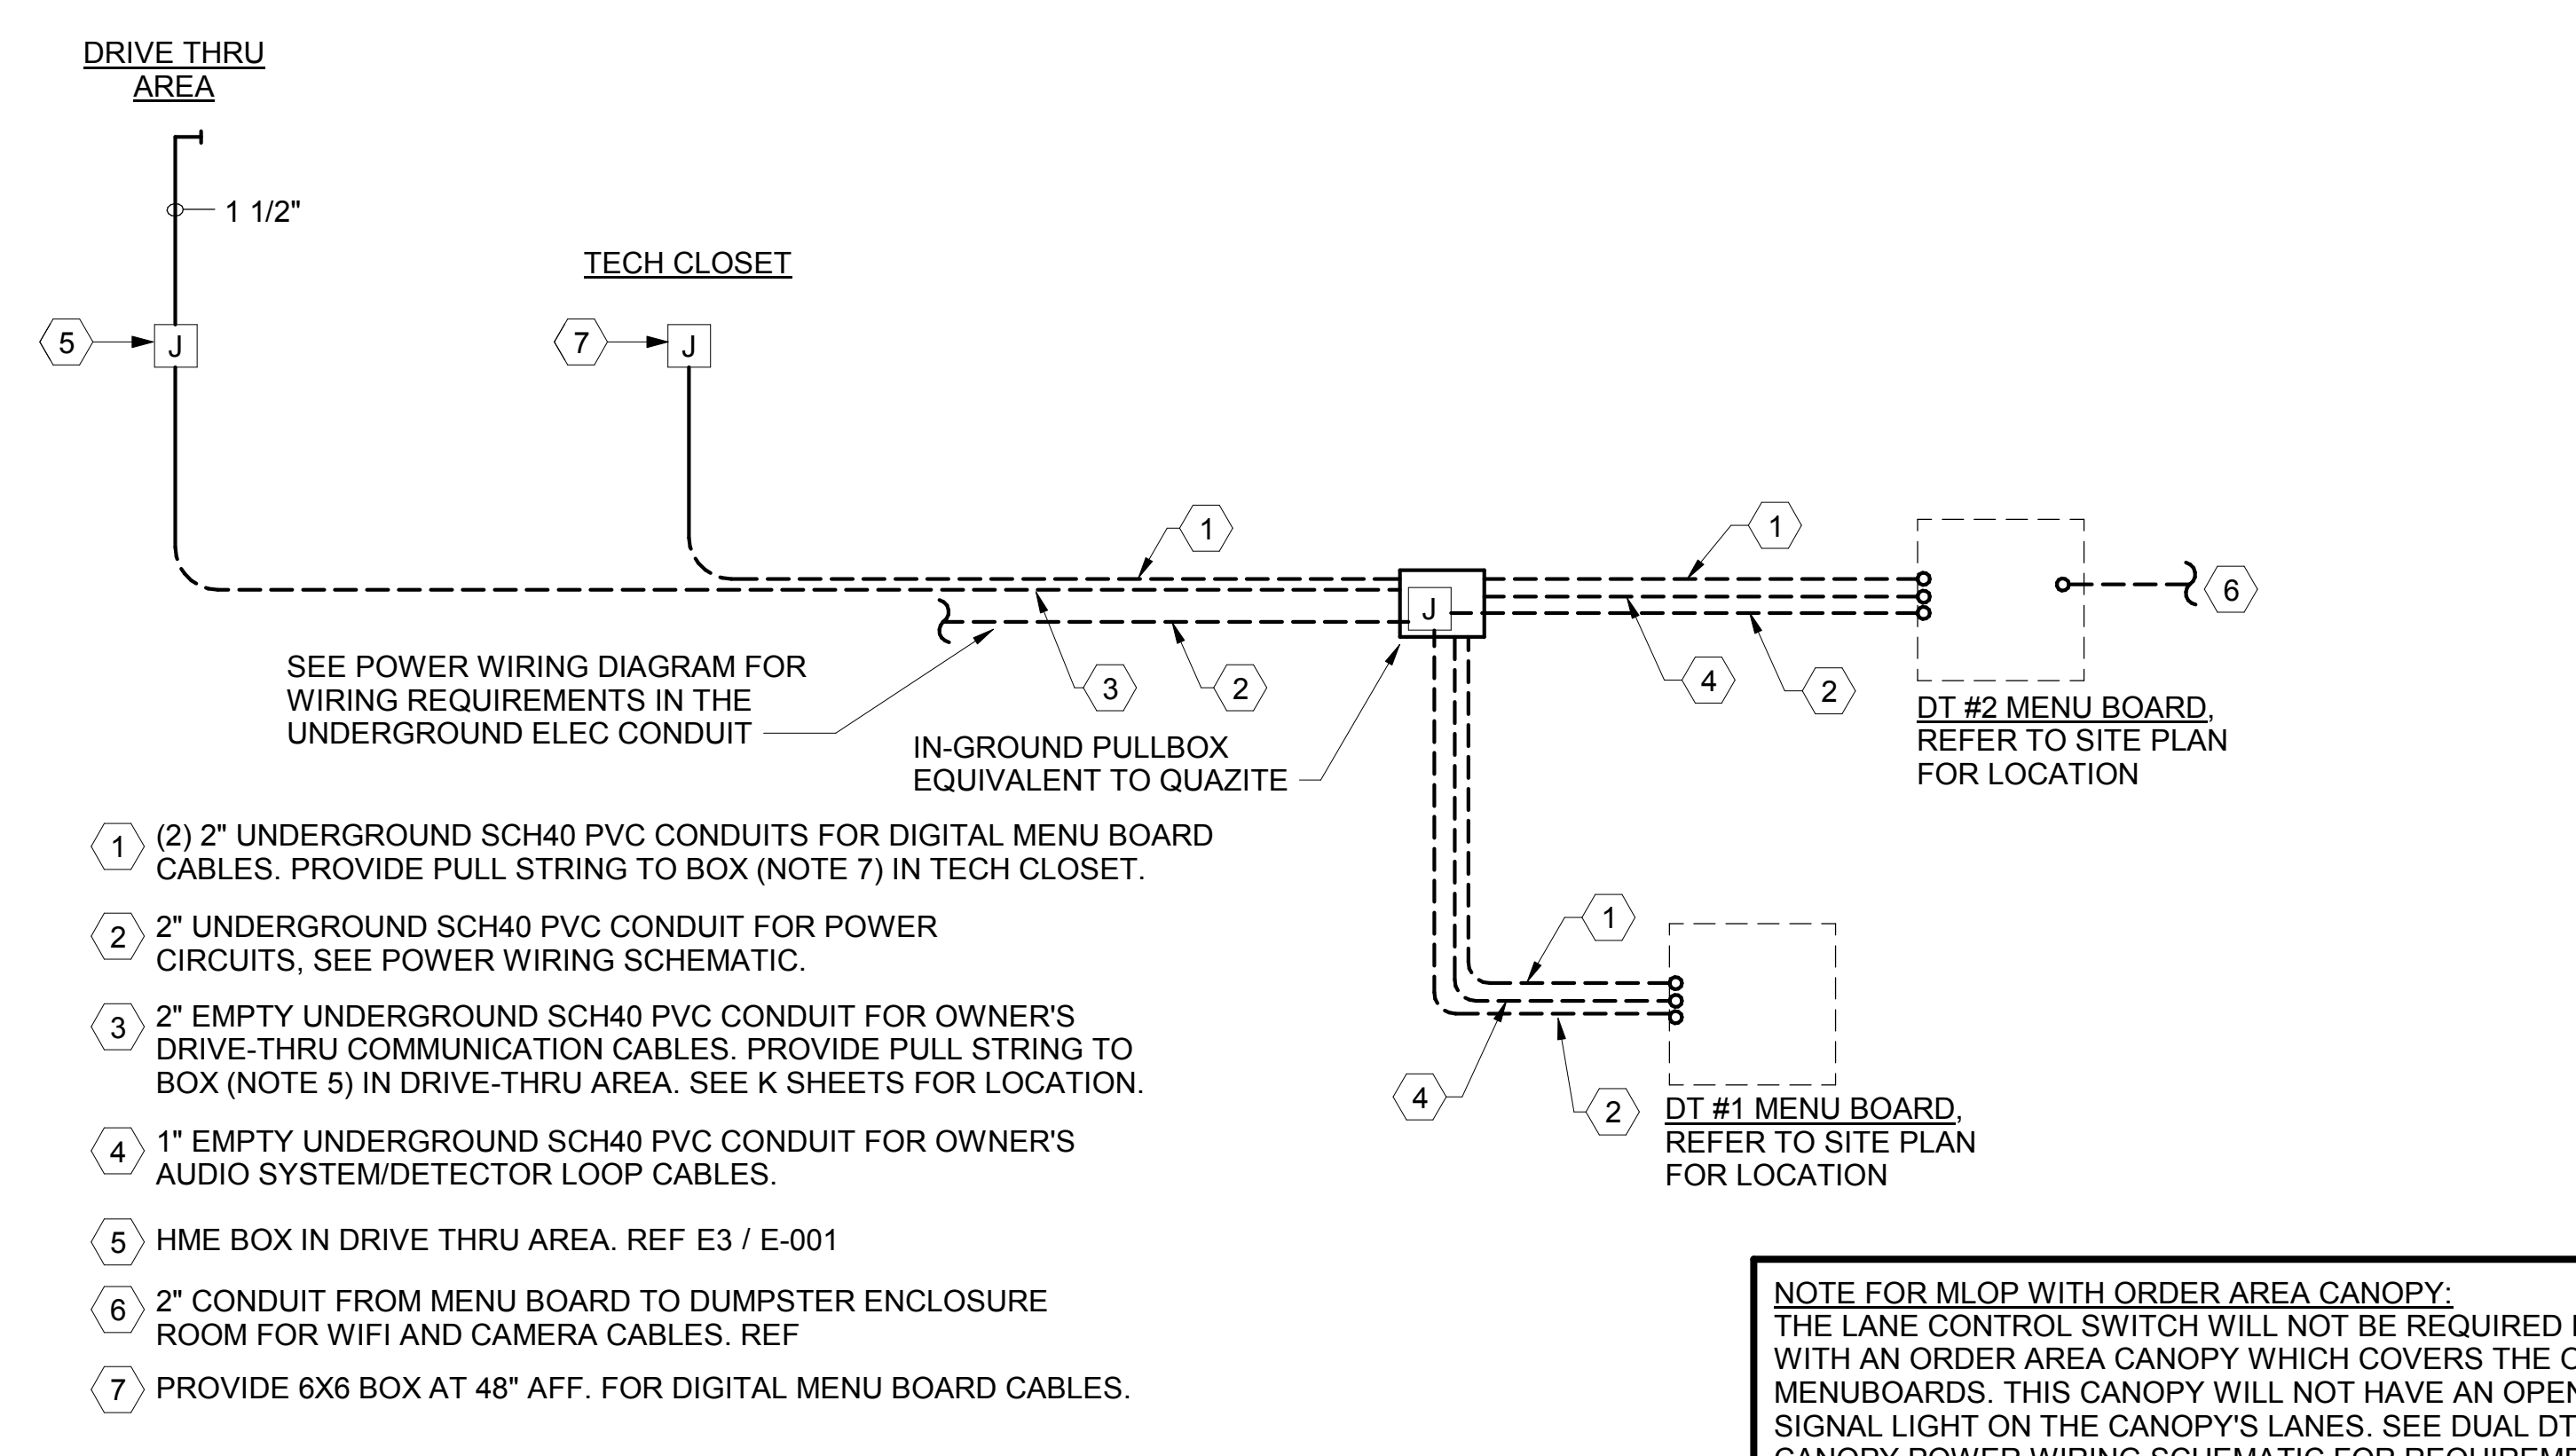 DRIVE THRU
AREA
1 1/2"
TECH CLOSET
5
J
7
J
1
1
J
6
3
2
4
2
SEE POWER WIRING DIAGRAM FOR
WIRING REQUIREMENTS IN THE
UNDERGROUND ELEC CONDUIT
IN-GROUND PULLBOX
EQUIVALENT TO QUAZITE
DT #2 MENU BOARD,
REFER TO SITE PLAN
FOR LOCATION
1
4
2
DT #1 MENU BOARD,
REFER TO SITE PLAN
FOR LOCATION
1 (2) 2" UNDERGROUND SCH40 PVC CONDUITS FOR DIGITAL MENU BOARD
CABLES. PROVIDE PULL STRING TO BOX (NOTE 7) IN TECH CLOSET.
2 2" UNDERGROUND SCH40 PVC CONDUIT FOR POWER
CIRCUITS, SEE POWER WIRING SCHEMATIC.
3 2" EMPTY UNDERGROUND SCH40 PVC CONDUIT FOR OWNER'S
DRIVE-THRU COMMUNICATION CABLES. PROVIDE PULL STRING TO
BOX (NOTE 5) IN DRIVE-THRU AREA. SEE K SHEETS FOR LOCATION.
4 1" EMPTY UNDERGROUND SCH40 PVC CONDUIT FOR OWNER'S
AUDIO SYSTEM/DETECTOR LOOP CABLES.
5 HME BOX IN DRIVE THRU AREA. REF E3 / E-001
6 2" CONDUIT FROM MENU BOARD TO DUMPSTER ENCLOSURE
ROOM FOR WIFI AND CAMERA CABLES. REF
7 PROVIDE 6X6 BOX AT 48" AFF. FOR DIGITAL MENU BOARD CABLES.
NOTE FOR MLOP WITH ORDER AREA CANOPY:
THE LANE CONTROL SWITCH WILL NOT BE REQUIRED
WITH AN ORDER AREA CANOPY WHICH COVERS THE
MENUBOARDS. THIS CANOPY WILL NOT HAVE AN OPEN
SIGNAL LIGHT ON THE CANOPY'S LANES. SEE DUAL DT
CANOPY POWER WIRING SCHEMATIC FOR